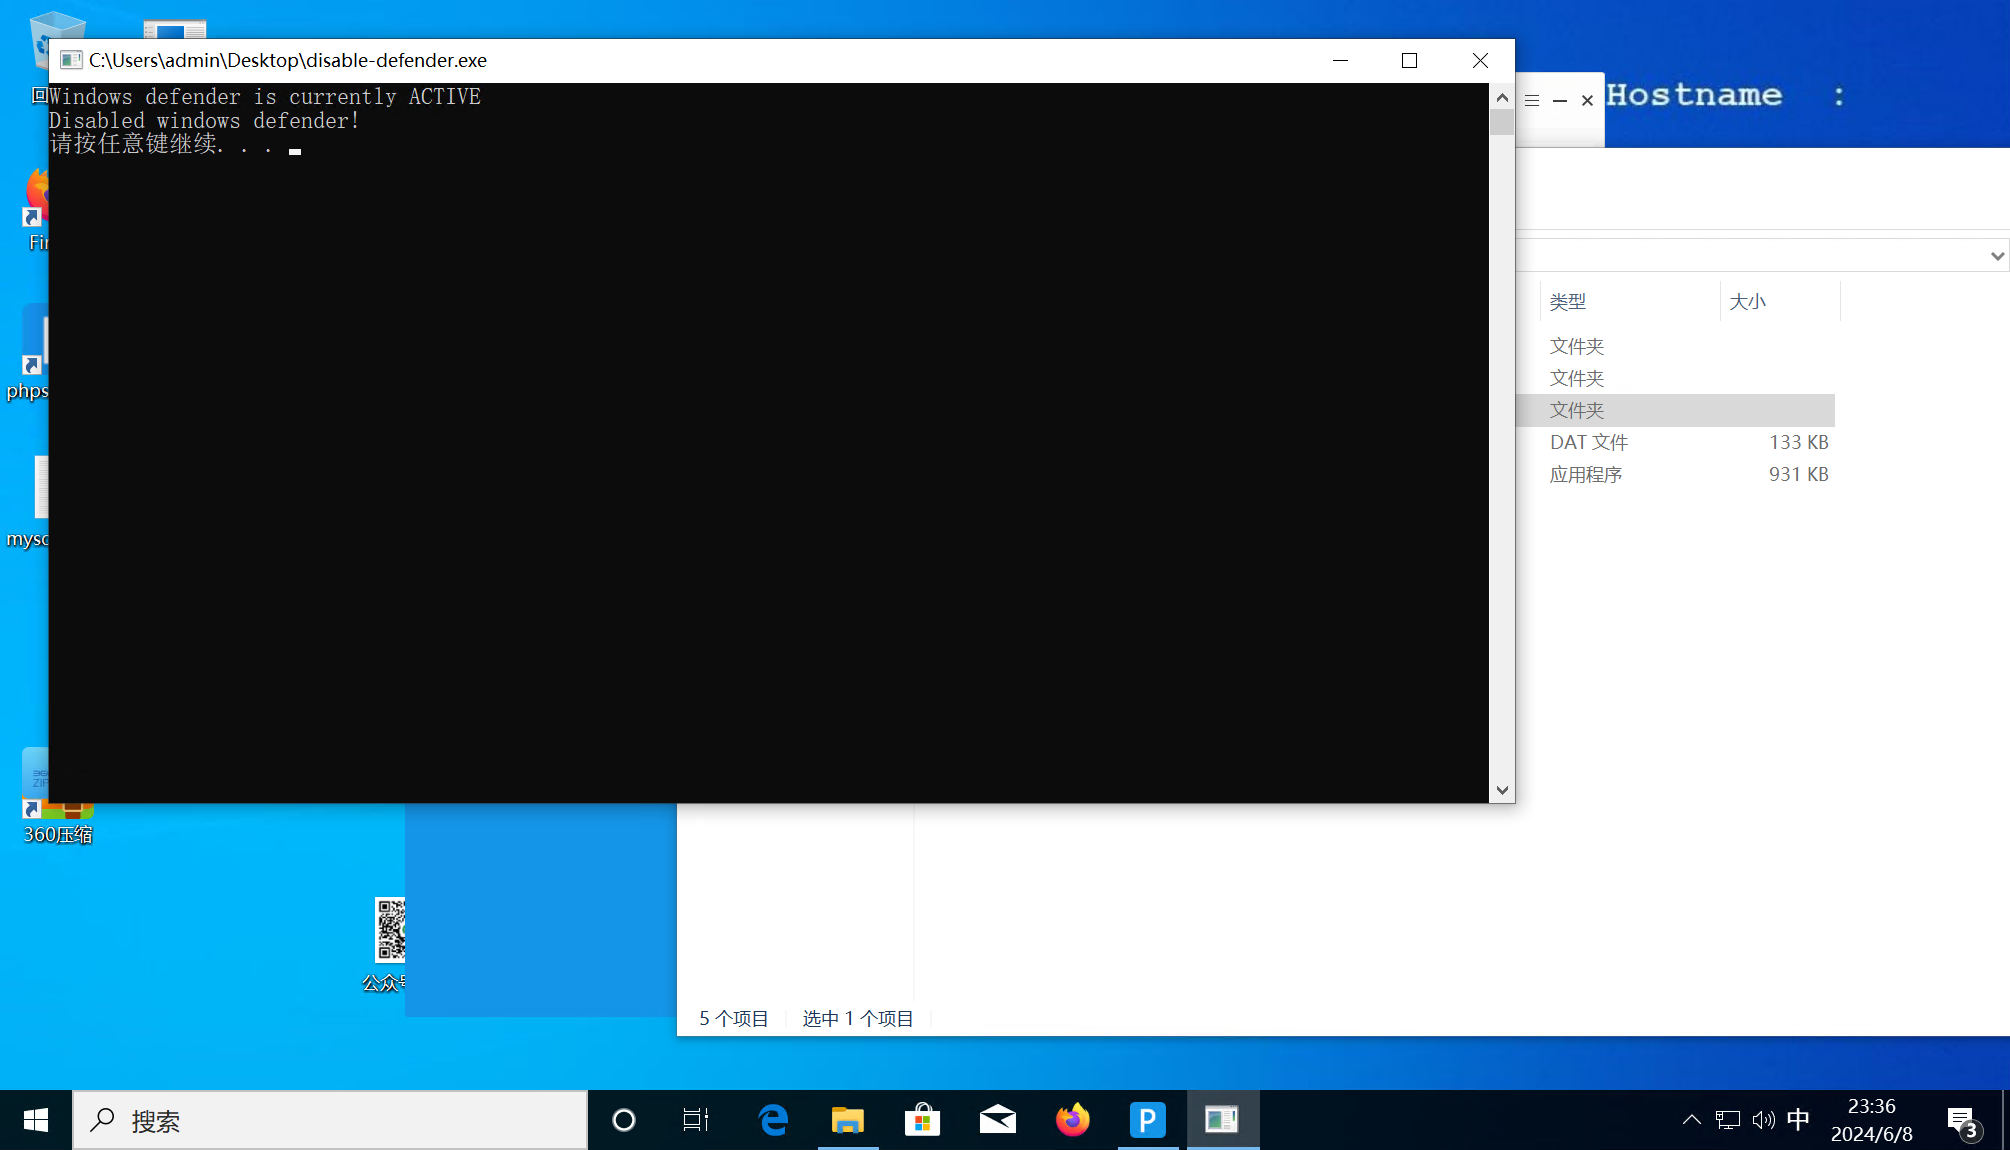 C:\Users\admin\Desktop\disable-defender.exe
Windows defender is currently ACTIVE
Disabled windows defender!
请按任意键继续. . .
Hostname :
类型 大小
文件夹
文件夹
文件夹
DAT 文件 133 KB
应用程序 931 KB
回
Fir
phps
mysc
360压缩
公众
5 个项目 选中 1 个项目
搜索
中
23:36
2024/6/8
3